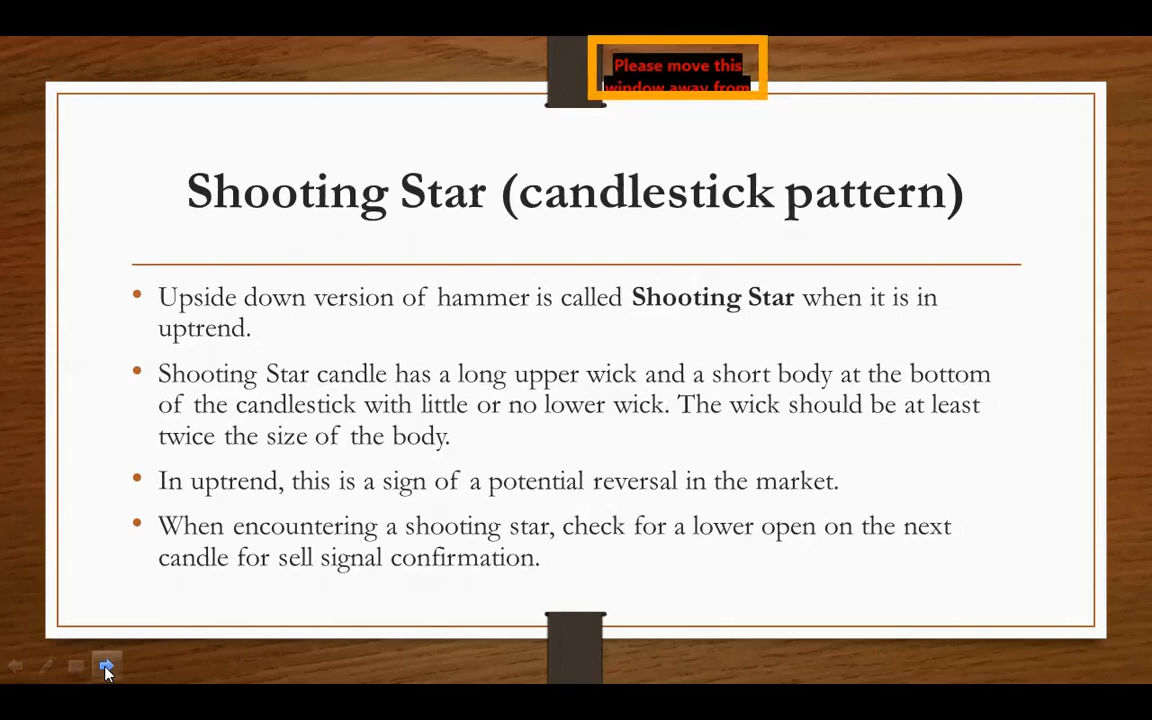 Please move this
window away from
Shooting Star (candlestick pattern)
• Upside down version of hammer is called Shooting Star when it is in
uptrend.
• Shooting Star candle has a long upper wick and a short body at the bottom
of the candlestick with little or no lower wick. The wick should be at least
twice the size of the body.
• In uptrend, this is a sign of a potential reversal in the market.
• When encountering a shooting star, check for a lower open on the next
candle for sell signal confirmation.